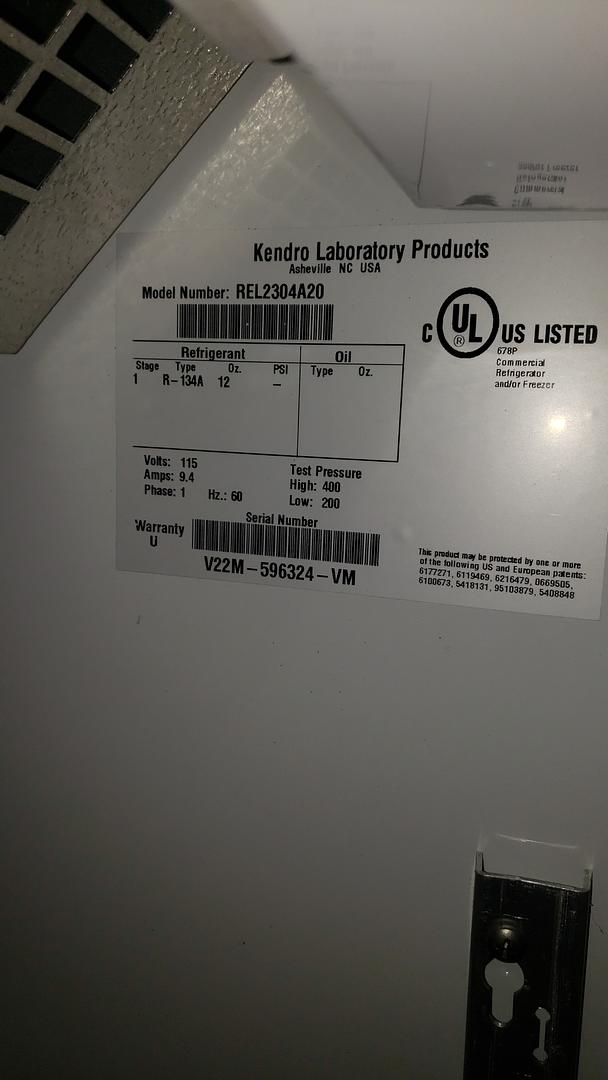 Kendro Laboratory Products
Asheville NC USA
Model Number: REL2304A20
C UL ® US LISTED
678P
Commercial
Refrigerator
and/or Freezer
Refrigerant Oil
Stage Type Oz. PSI Type Oz.
1 R-134A 12 –
Volts: 115
Amps: 9.4
Phase: 1 Hz.: 60
Test Pressure
High: 400
Low: 200
Serial Number
Warranty
U
V22M-596324-VM
This product may be protected by one or more
of the following US and European patents:
6177271, 6119469, 6216479, 0669505,
6100673, 5418131, 95103879, 5408848